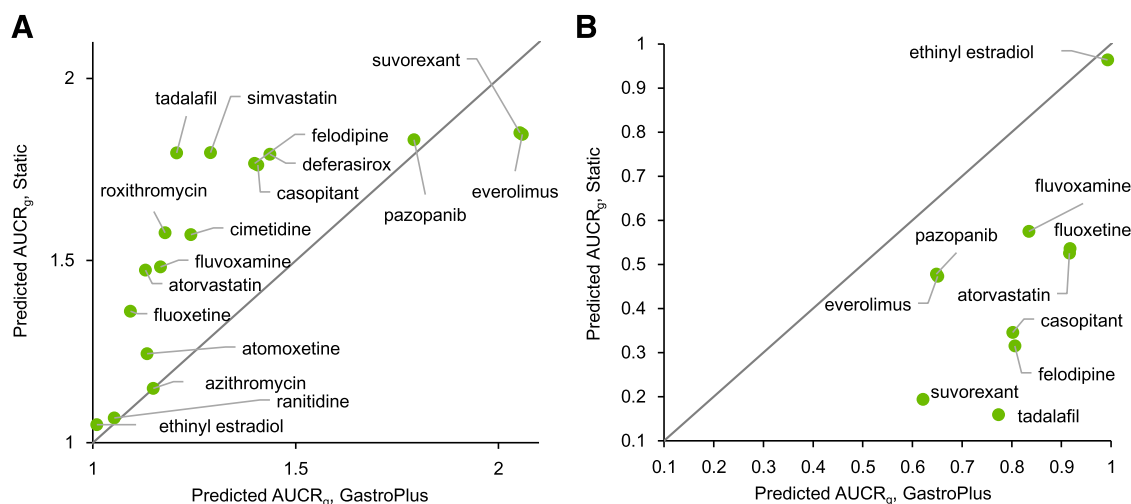 A
Predicted AUCRg, Static
2
1.5
1
1
1.5
2
Predicted AUCRg, GastroPlus
suvorexant
tadalafil
simvastatin
felodipine
deferasirox
casopitant
everolimus
pazopanib
roxithromycin
cimetidine
fluvoxamine
atorvastatin
fluoxetine
atomoxetine
azithromycin
ranitidine
ethinyl estradiol
B
Predicted AUCRg, Static
1
0.9
0.8
0.7
0.6
0.5
0.4
0.3
0.2
0.1
0.1
0.2
0.3
0.4
0.5
0.6
0.7
0.8
0.9
1
Predicted AUCRg, GastroPlus
ethinyl estradiol
fluvoxamine
fluoxetine
pazopanib
atorvastatin
everolimus
casopitant
felodipine
suvorexant
tadalafil